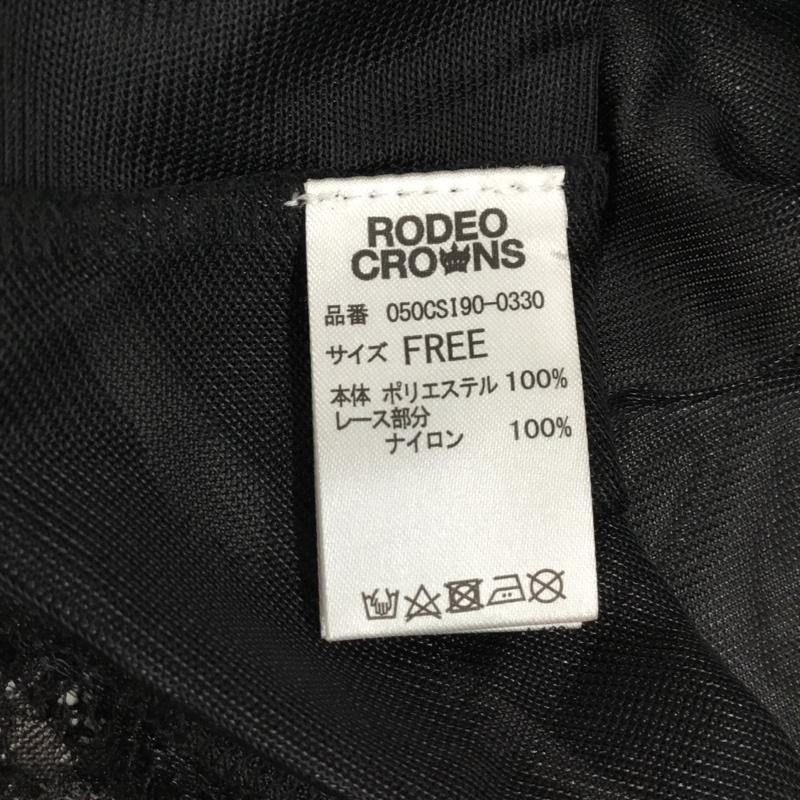 RODEO
CROWNS
品番 050CSI90-0330
サイズ FREE
本体 ポリエステル 100%
レース部分
ナイロン 100%